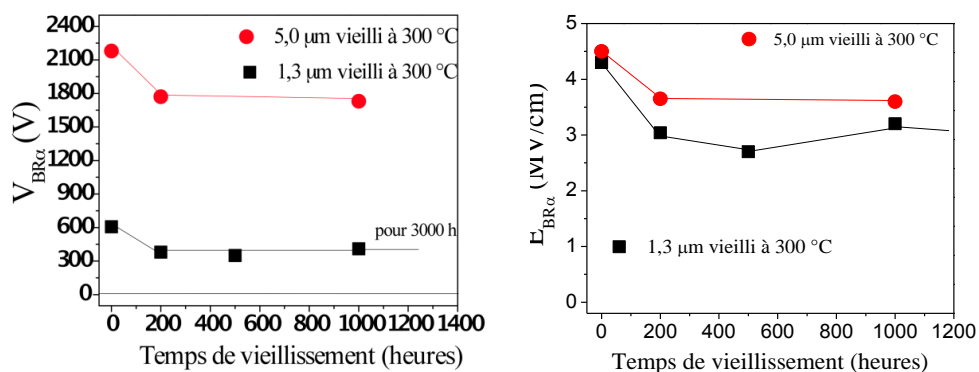 2400
2100
1800
1500
1200
900
600
300
0
V_BRα (V)
5,0 µm vieilli à 300 °C
1,3 µm vieilli à 300 °C
pour 3000 h
0 200 400 600 800 1000 1200 1400
Temps de vieillissement (heures)
5
4
3
2
1
0
E_BRα (MV/cm)
5,0 µm vieilli à 300 °C
1,3 µm vieilli à 300 °C
0 200 400 600 800 1000 1200
Temps de vieillissement (heures)